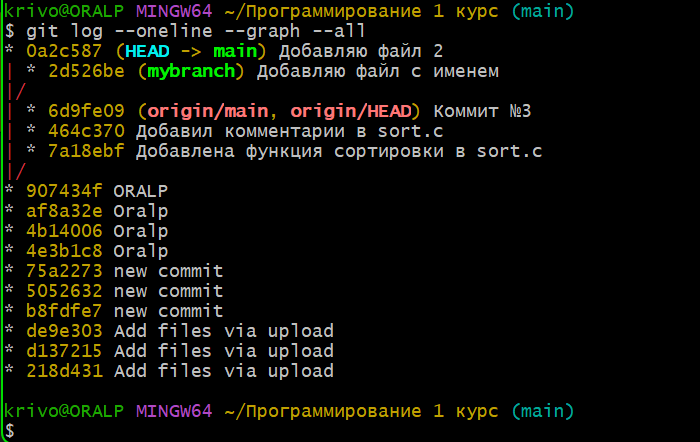 krivo@ORALP MINGW64 ~/Программирование 1 курс (main)
$ git log --oneline --graph --all
* 0a2c587 (HEAD -> main) Добавляю файл 2
| * 2d526be (mybranch) Добавляю файл с именем
|/
| * 6d9fe09 (origin/main, origin/HEAD) Коммит №3
| * 464c370 Добавил комментарии в sort.c
| * 7a18ebf Добавлена функция сортировки в sort.c
|/
* 907434f ORALP
* af8a32e Oralp
* 4b14006 Oralp
* 4e3b1c8 Oralp
* 75a2273 new commit
* 5052632 new commit
* b8fdfe7 new commit
* de9e303 Add files via upload
* d137215 Add files via upload
* 218d431 Add files via upload
krivo@ORALP MINGW64 ~/Программирование 1 курс (main)
$